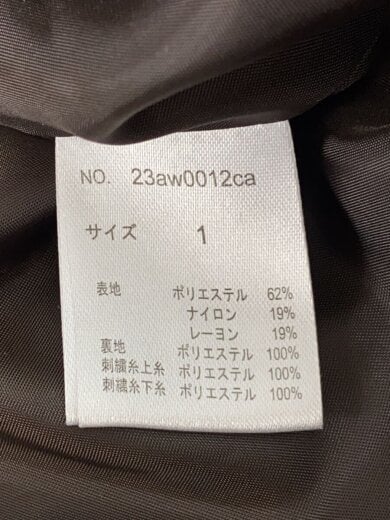 NO. 23aw0012ca
サイズ 1
表地 ポリエステル 62%
ナイロン 19%
レーヨン 19%
裏地 ポリエステル 100%
刺繍糸上糸 ポリエステル 100%
刺繍糸下糸 ポリエステル 100%